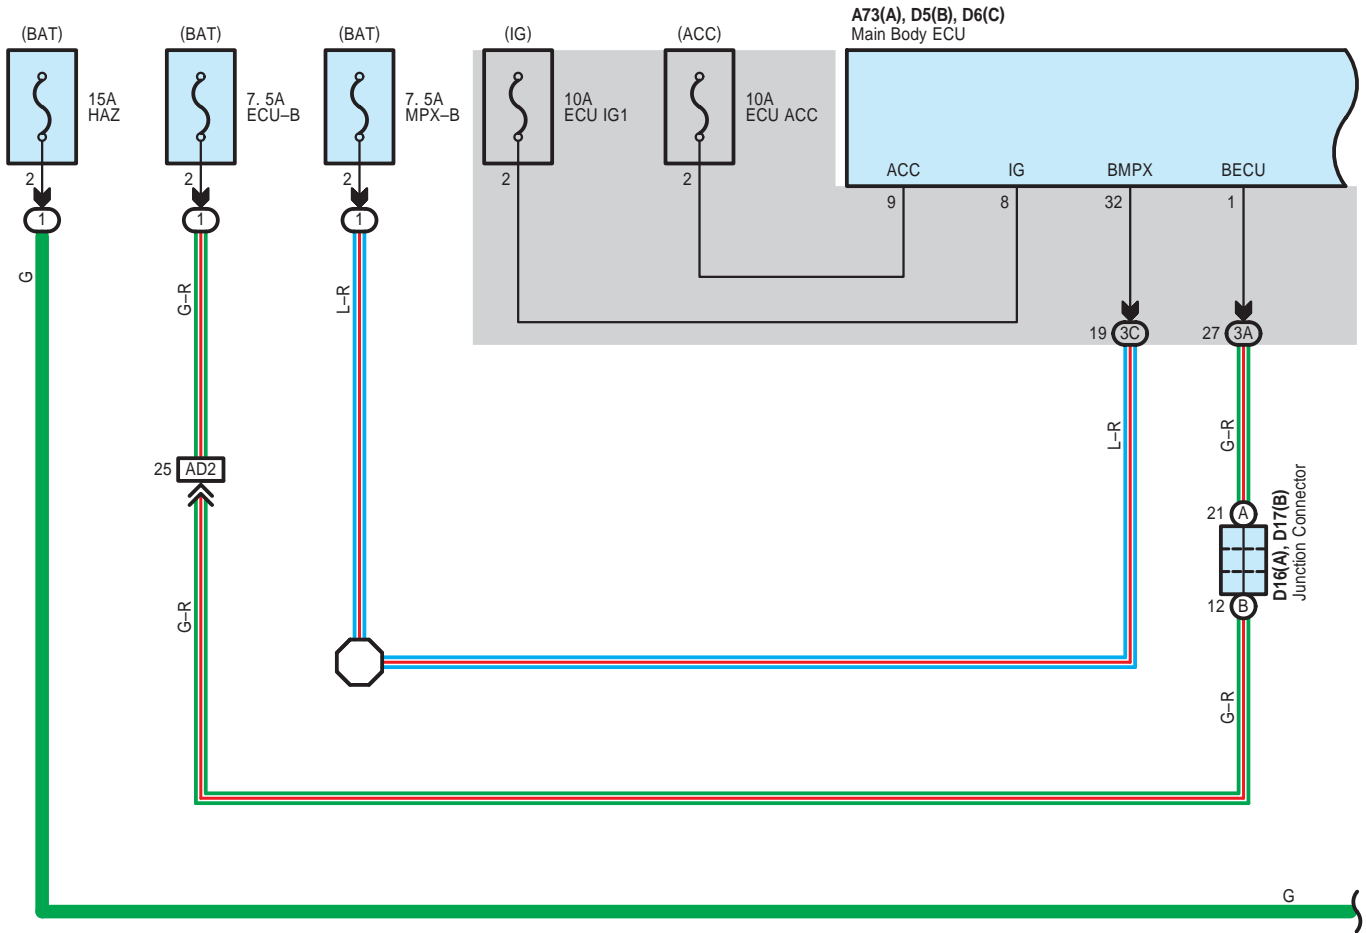 A73(A), D5(B), D6(C)
Main Body ECU
(BAT)
(BAT)
(BAT)
(IG)
(ACC)
15A
HAZ
7. 5A
ECU–B
7. 5A
MPX–B
10A
ECU IG1
10A
ECU ACC
ACC
IG
BMPX
BECU
2
2
2
2
2
9
8
32
1
1
1
1
G
G–R
L–R
19
3C
27
3A
L–R
G–R
25
AD2
21
A
D16(A), D17(B)
Junction Connector
12
B
G–R
G–R
G